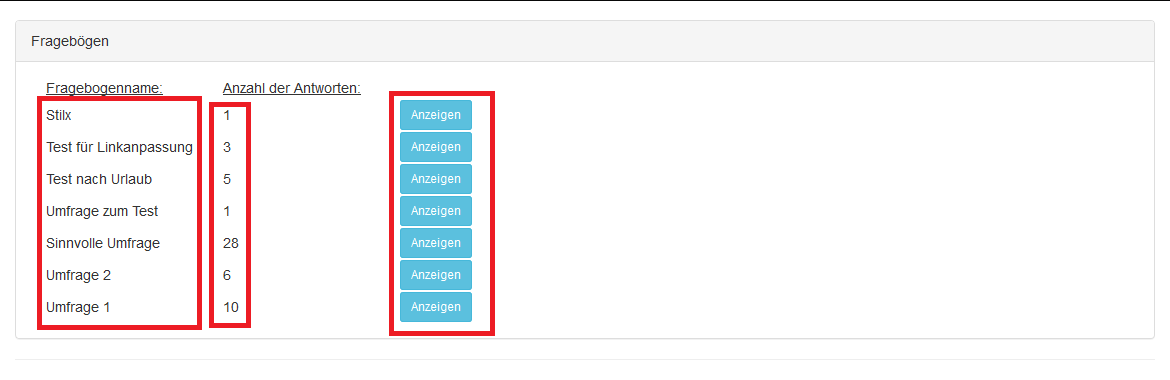 Fragebögen
Fragebogenname: Anzahl der Antworten:
Stilx 1 Anzeigen
Test für Linkanpassung 3 Anzeigen
Test nach Urlaub 5 Anzeigen
Umfrage zum Test 1 Anzeigen
Sinnvolle Umfrage 28 Anzeigen
Umfrage 2 6 Anzeigen
Umfrage 1 10 Anzeigen